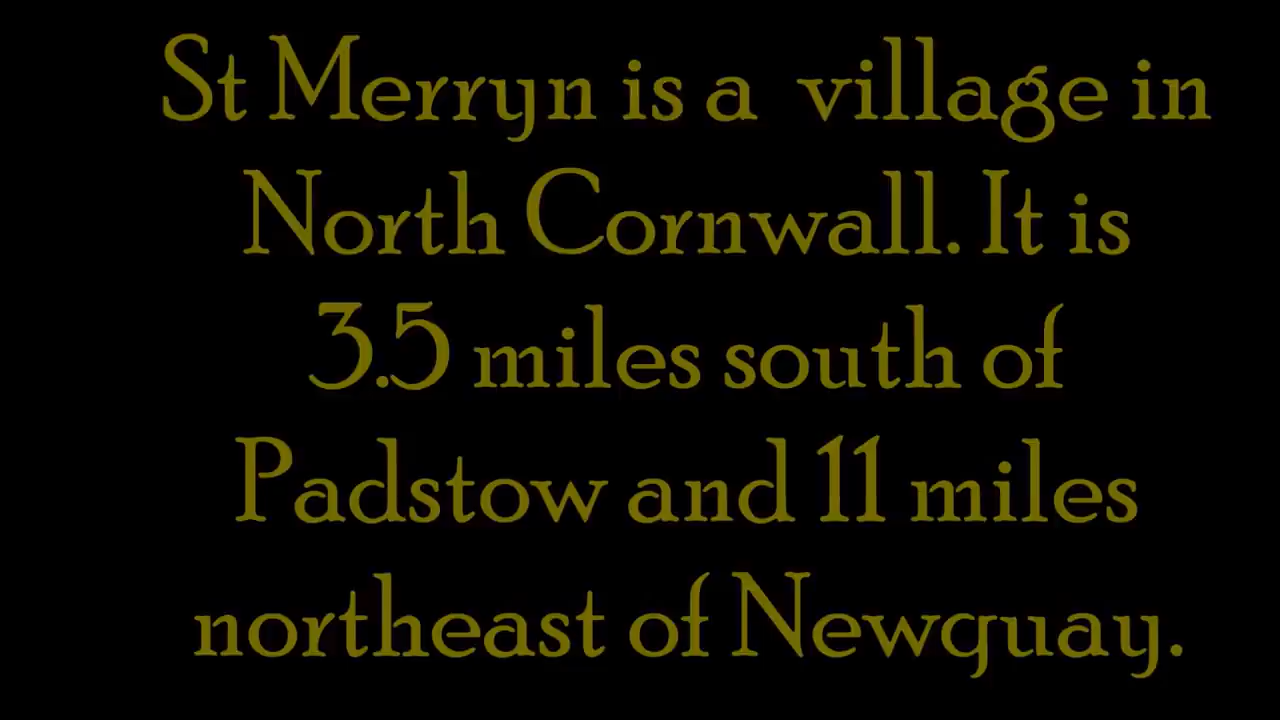 St Merryn is a village in
North Cornwall. It is
3.5 miles south of
Padstow and 11 miles
northeast of Newquay.